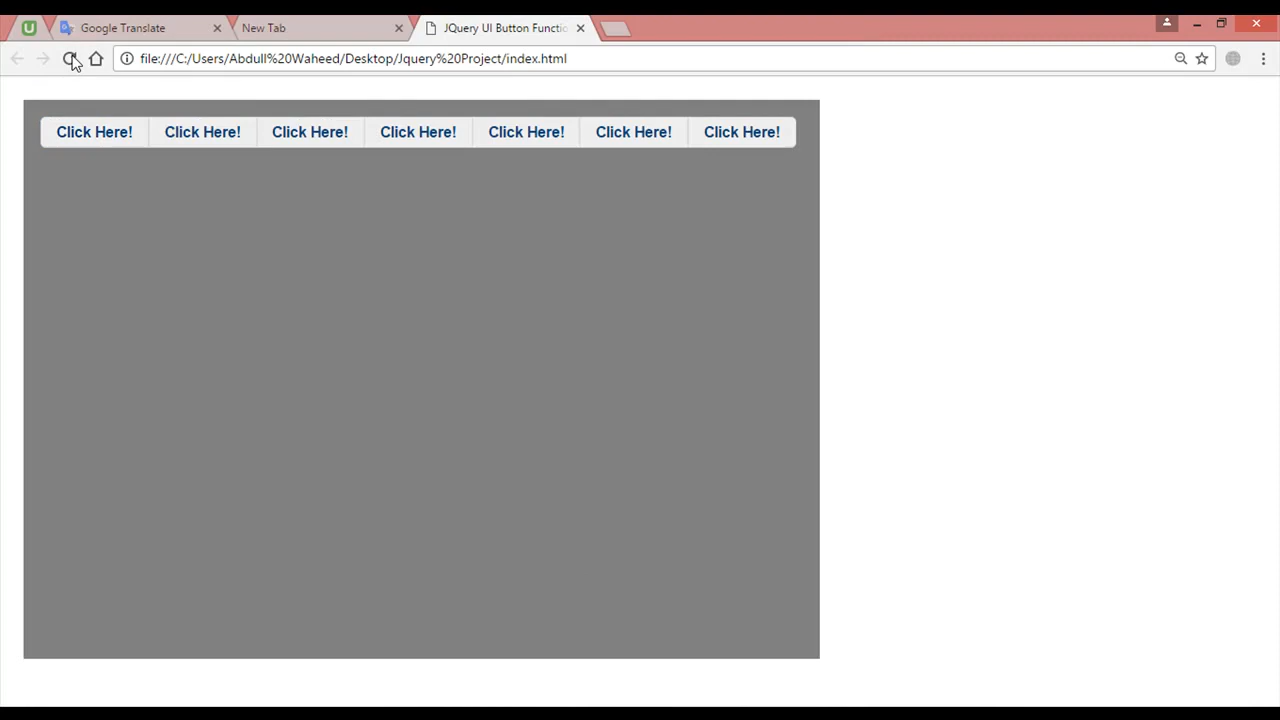 Google Translate
New Tab
JQuery UI Button Functio
file:///C:/Users/Abdull%20Waheed/Desktop/Jquery%20Project/index.html
Click Here! Click Here! Click Here! Click Here! Click Here! Click Here! Click Here!